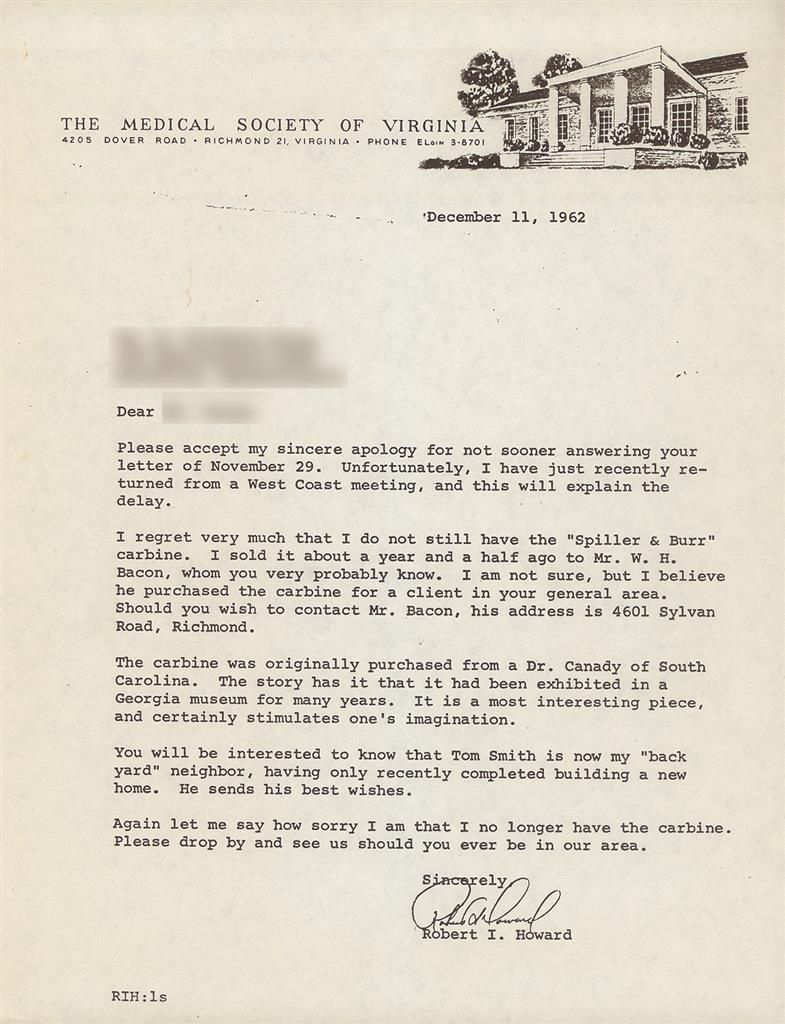 THE MEDICAL SOCIETY OF VIRGINIA
4205 DOVER ROAD • RICHMOND 21, VIRGINIA • PHONE ELGIN 3-8701
December 11, 1962
Dear
Please accept my sincere apology for not sooner answering your
letter of November 29. Unfortunately, I have just recently re-
turned from a West Coast meeting, and this will explain the
delay.
I regret very much that I do not still have the "Spiller & Burr"
carbine. I sold it about a year and a half ago to Mr. W. H.
Bacon, whom you very probably know. I am not sure, but I believe
he purchased the carbine for a client in your general area.
Should you wish to contact Mr. Bacon, his address is 4601 Sylvan
Road, Richmond.
The carbine was originally purchased from a Dr. Canady of South
Carolina. The story has it that it had been exhibited in a
Georgia museum for many years. It is a most interesting piece,
and certainly stimulates one's imagination.
You will be interested to know that Tom Smith is now my "back
yard" neighbor, having only recently completed building a new
home. He sends his best wishes.
Again let me say how sorry I am that I no longer have the carbine.
Please drop by and see us should you ever be in our area.
Sincerely
Robert I. Howard
RIH:ls